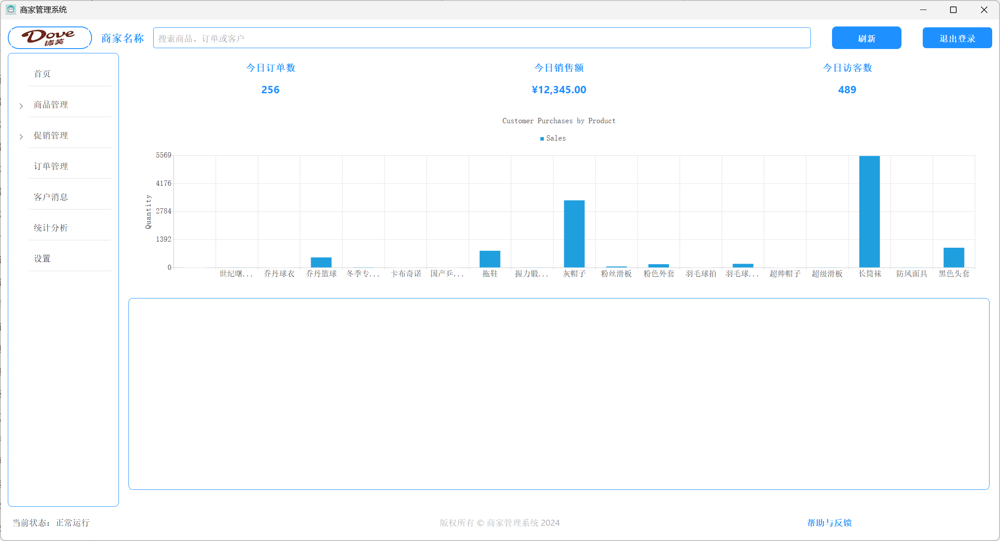 商家管理系统
Dove
德芙
商家名称
搜索商品、订单或客户
刷新
退出登录
首页
商品管理
促销管理
订单管理
客户消息
统计分析
设置
今日订单数
256
今日销售额
¥12,345.00
今日访客数
489
Customer Purchases by Product
Sales
Quantity
5569
4176
2784
1392
0
世纪曙...
乔丹球衣
乔丹篮球
冬季专...
卡布奇诺
国产乒...
拖鞋
握力锻...
灰帽子
粉丝滑板
粉色外套
羽毛球拍
羽毛球...
超帅帽子
超级滑板
长筒袜
防风面具
黑色头套
当前状态：正常运行
版权所有 © 商家管理系统 2024
帮助与反馈